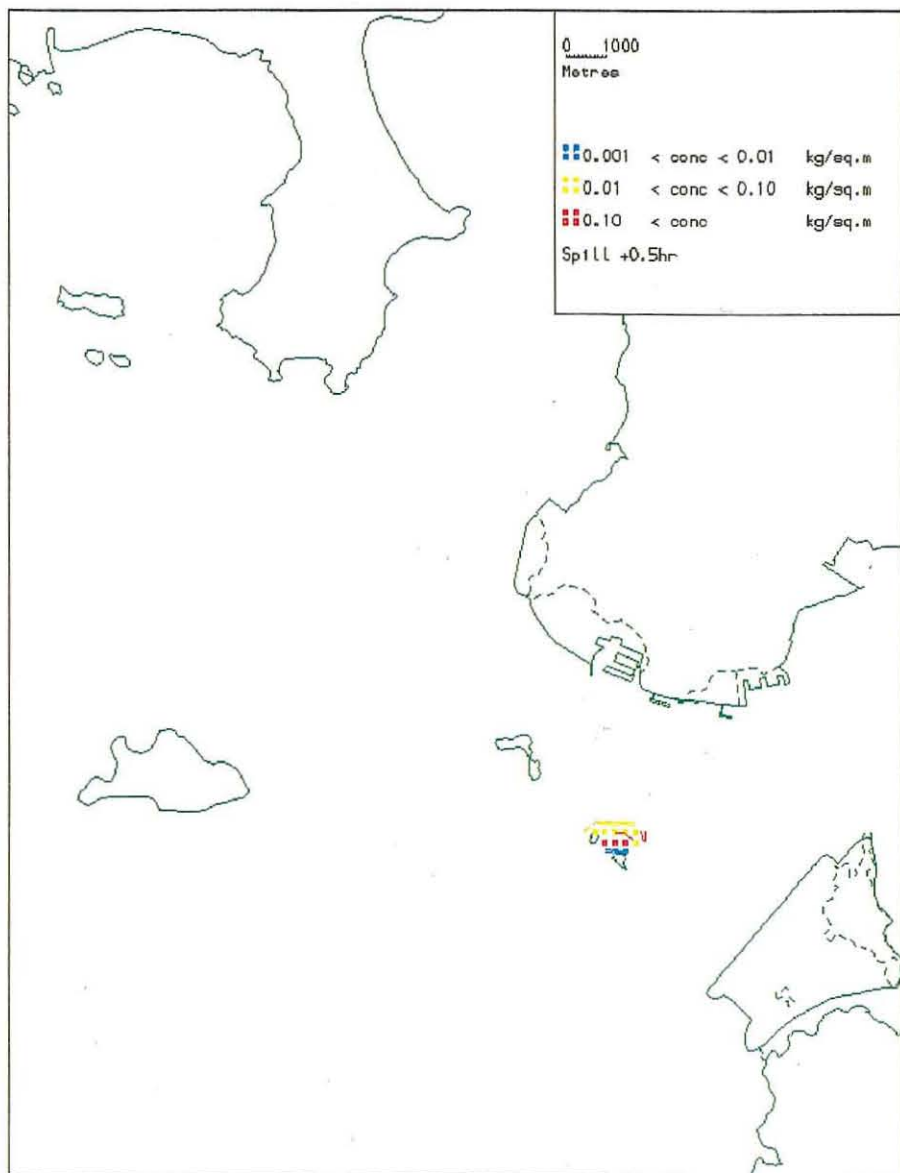 0 1000
Metres
0.001 < conc < 0.01 kg/sq.m
0.01 < conc < 0.10 kg/sq.m
0.10 < conc kg/sq.m
Spill +0.5hr